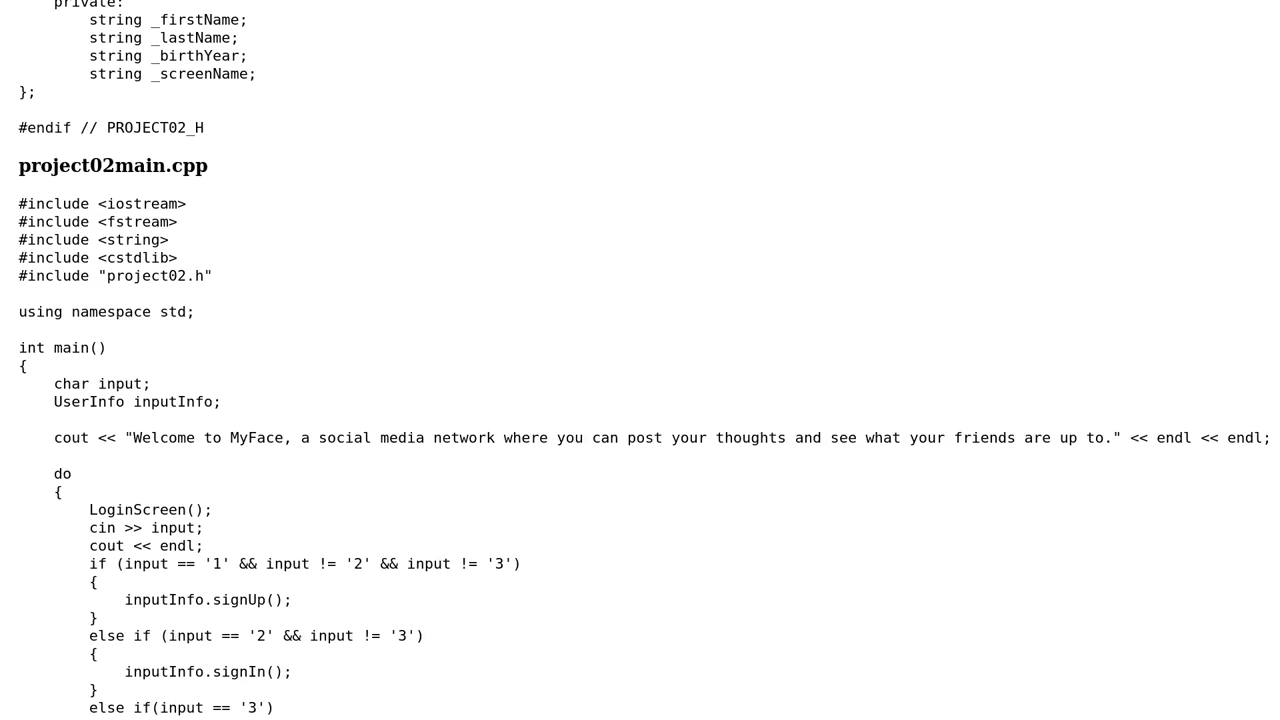 private:
string _firstName;
string _lastName;
string _birthYear;
string _screenName;
};
#endif // PROJECT02_H
project02main.cpp
#include <iostream>
#include <fstream>
#include <string>
#include <cstdlib>
#include "project02.h"
using namespace std;
int main()
{
char input;
UserInfo inputInfo;
cout << "Welcome to MyFace, a social media network where you can post your thoughts and see what your friends are up to." << endl << endl;
do
{
LoginScreen();
cin >> input;
cout << endl;
if (input == '1' && input != '2' && input != '3')
{
inputInfo.signUp();
}
else if (input == '2' && input != '3')
{
inputInfo.signIn();
}
else if(input == '3')